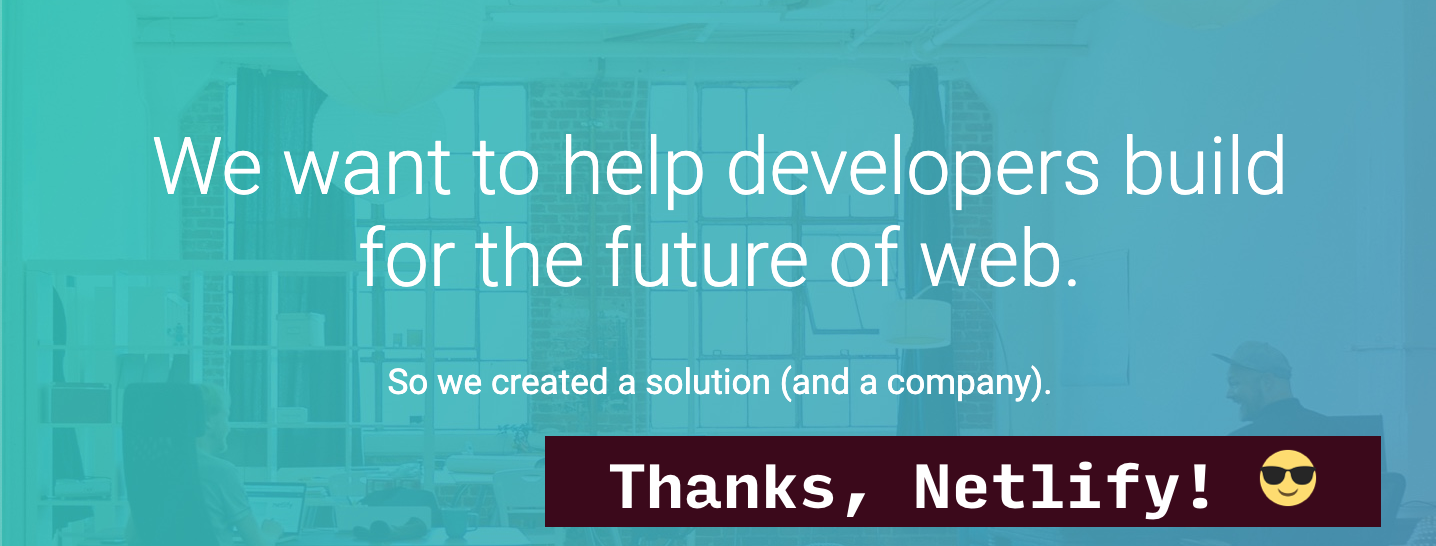 We want to help developers build
for the future of web.
So we created a solution (and a company).
Thanks, Netlify! 😎